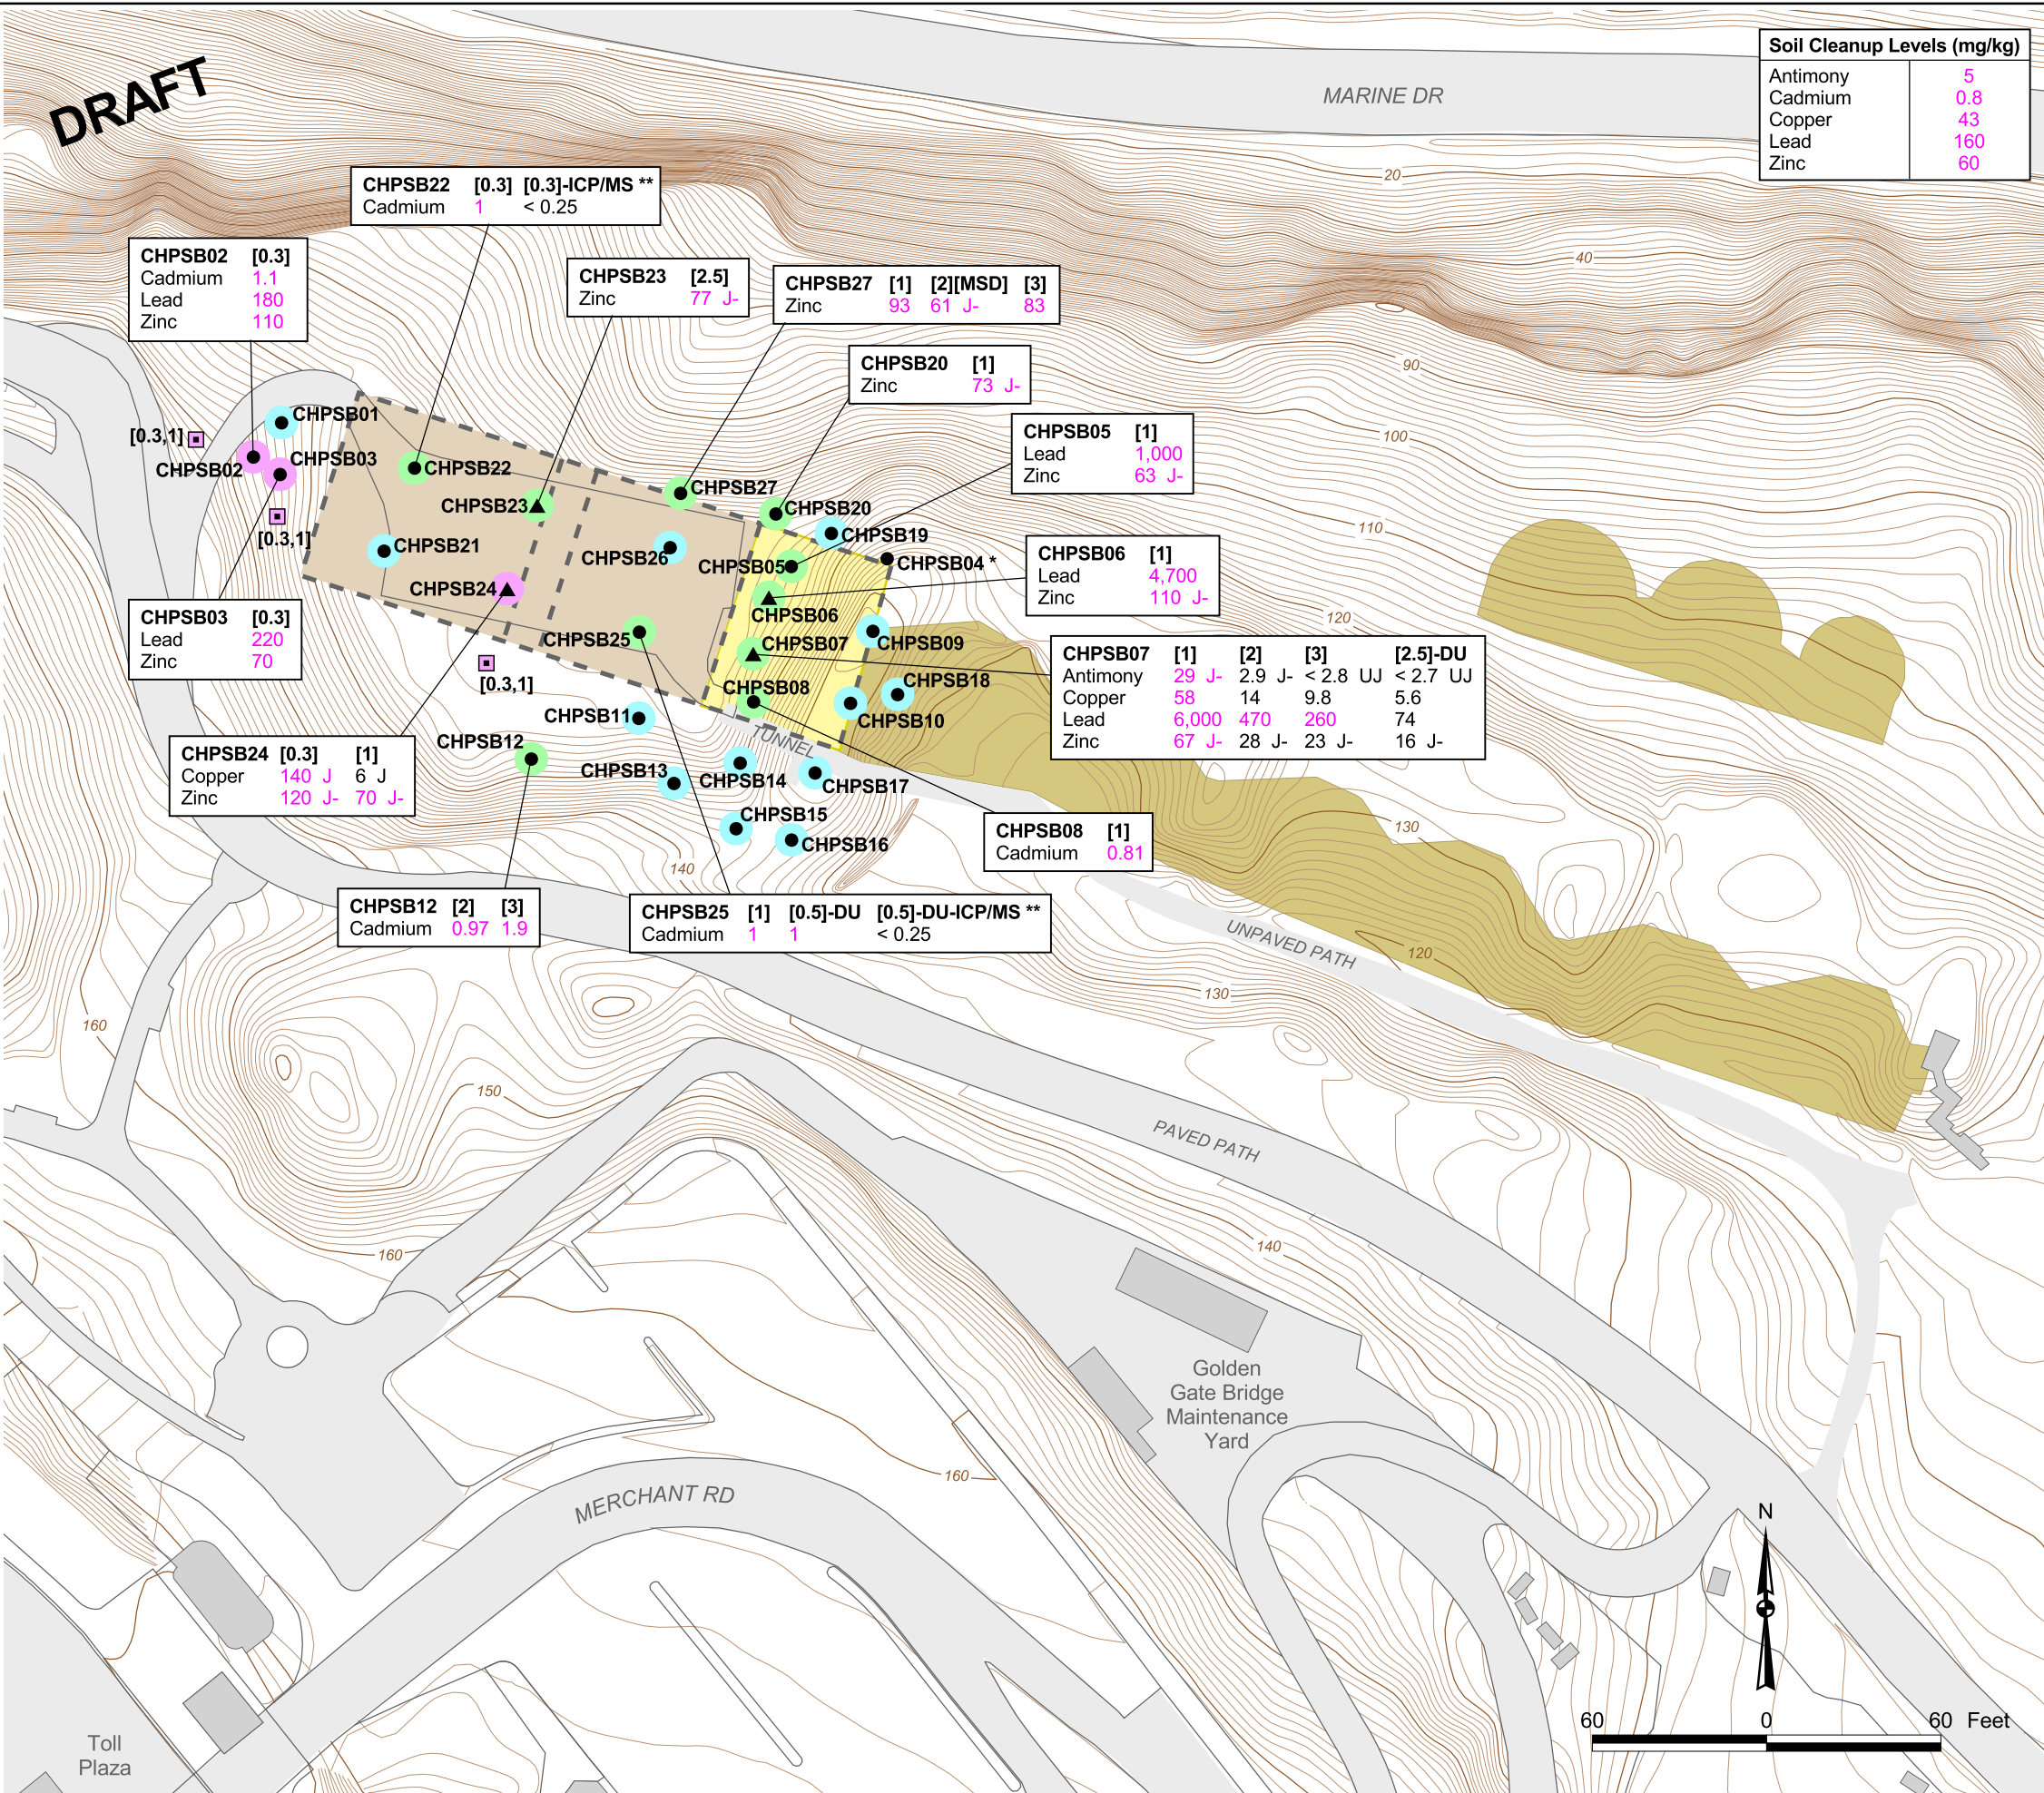 DRAFT
MARINE DR
Soil Cleanup Levels (mg/kg)
Antimony 5
Cadmium 0.8
Copper 43
Lead 160
Zinc 60
CHPSB22 [0.3] [0.3]-ICP/MS **
Cadmium 1 < 0.25
CHPSB02 [0.3]
Cadmium 1.1
Lead 180
Zinc 110
CHPSB23 [2.5]
Zinc 77 J-
CHPSB27 [1] [2][MSD] [3]
Zinc 93 61 J- 83
CHPSB20 [1]
Zinc 73 J-
CHPSB05 [1]
Lead 1,000
Zinc 63 J-
CHPSB06 [1]
Lead 4,700
Zinc 110 J-
CHPSB07 [1] [2] [3] [2.5]-DU
Antimony 29 J- 2.9 J- < 2.8 UJ < 2.7 UJ
Copper 58 14 9.8 5.6
Lead 6,000 470 260 74
Zinc 67 J- 28 J- 23 J- 16 J-
CHPSB03 [0.3]
Lead 220
Zinc 70
CHPSB24 [0.3] [1]
Copper 140 J 6 J
Zinc 120 J- 70 J-
CHPSB08 [1]
Cadmium 0.81
CHPSB12 [2] [3]
Cadmium 0.97 1.9
CHPSB25 [1] [0.5]-DU [0.5]-DU-ICP/MS **
Cadmium 1 1 < 0.25
20
40
90
100
110
120
130
120
130
140
160
150
160
140
160
CHPSB01
[0.3,1]
CHPSB02
CHPSB03
CHPSB22
CHPSB23
CHPSB27
CHPSB20
CHPSB19
[0.3,1]
CHPSB21
CHPSB26
CHPSB05
CHPSB04 *
CHPSB24
CHPSB06
CHPSB25
CHPSB07
CHPSB09
[0.3,1]
CHPSB08
CHPSB18
CHPSB11
CHPSB10
CHPSB12
TUNNEL
CHPSB13
CHPSB14
CHPSB17
CHPSB15
CHPSB16
UNPAVED PATH
PAVED PATH
Golden
Gate Bridge
Maintenance
Yard
MERCHANT RD
Toll
Plaza
N
60 0 60 Feet